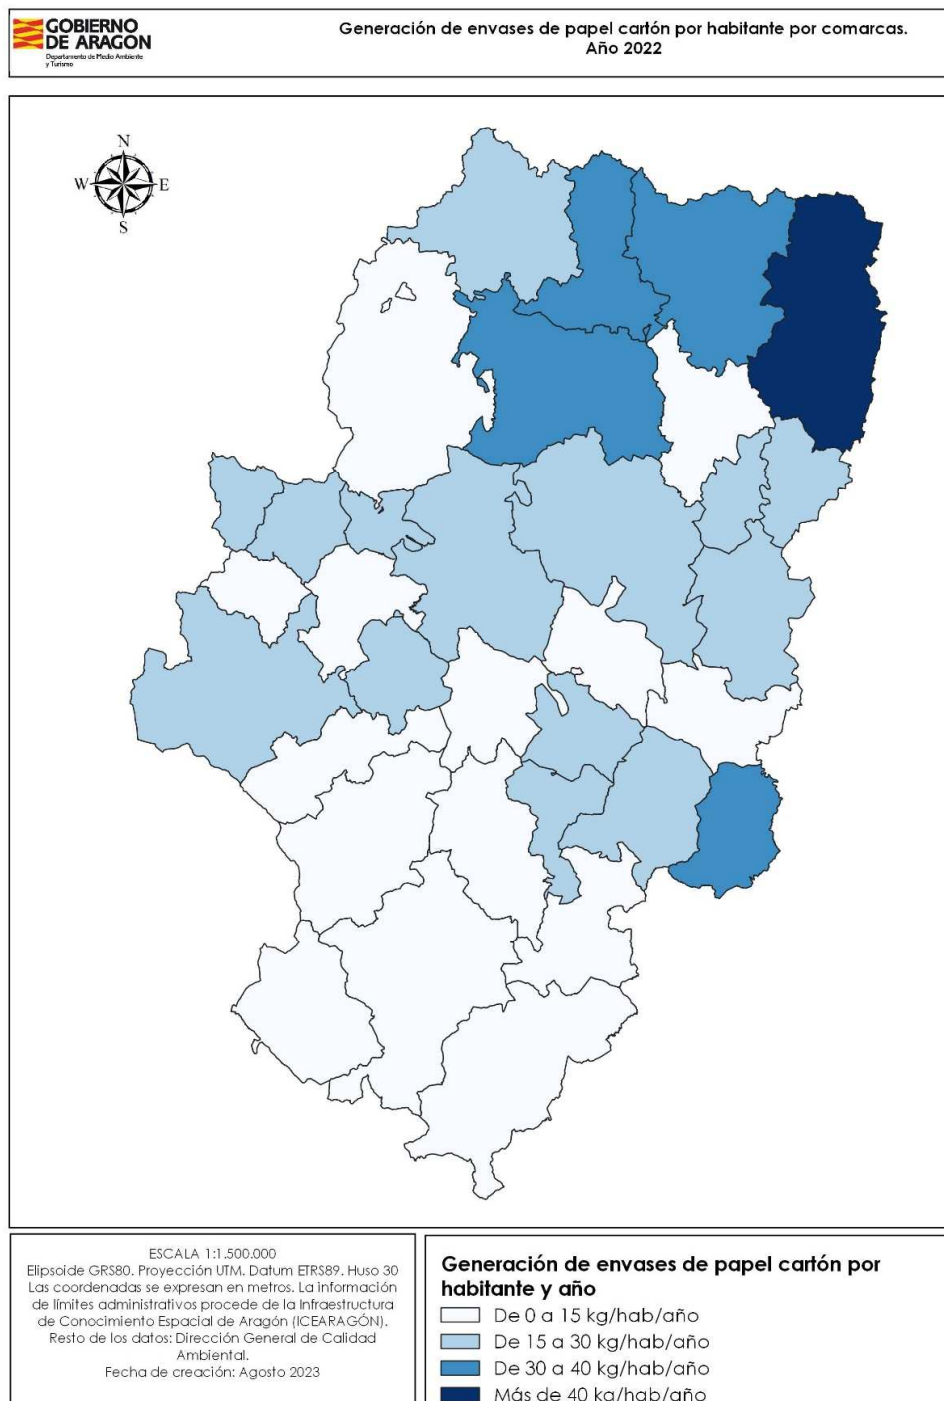 GOBIERNO
DE ARAGON
Departamento de Medio Ambiente
y Turismo
Generación de envases de papel cartón por habitante por comarcas.
Año 2022
N
W
E
S
ESCALA 1:1.500.000
Elipsoide GRS80. Proyección UTM. Datum ETRS89. Huso 30
Las coordenadas se expresan en metros. La información
de límites administrativos procede de la Infraestructura
de Conocimiento Espacial de Aragón (ICEARAGÓN).
Resto de los datos: Dirección General de Calidad
Ambiental.
Fecha de creación: Agosto 2023
Generación de envases de papel cartón por
habitante y año
De 0 a 15 kg/hab/año
De 15 a 30 kg/hab/año
De 30 a 40 kg/hab/año
Más de 40 kg/hab/año